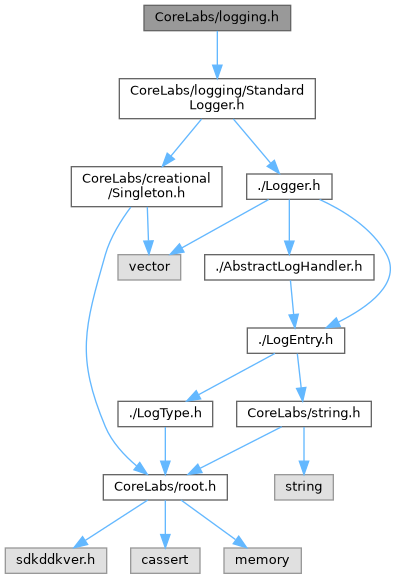 CoreLabs/logging.h
CoreLabs/logging/Standard
Logger.h
CoreLabs/creational
/Singleton.h
./Logger.h
vector
./AbstractLogHandler.h
./LogEntry.h
./LogType.h
CoreLabs/string.h
CoreLabs/root.h
string
sdkddkver.h
cassert
memory